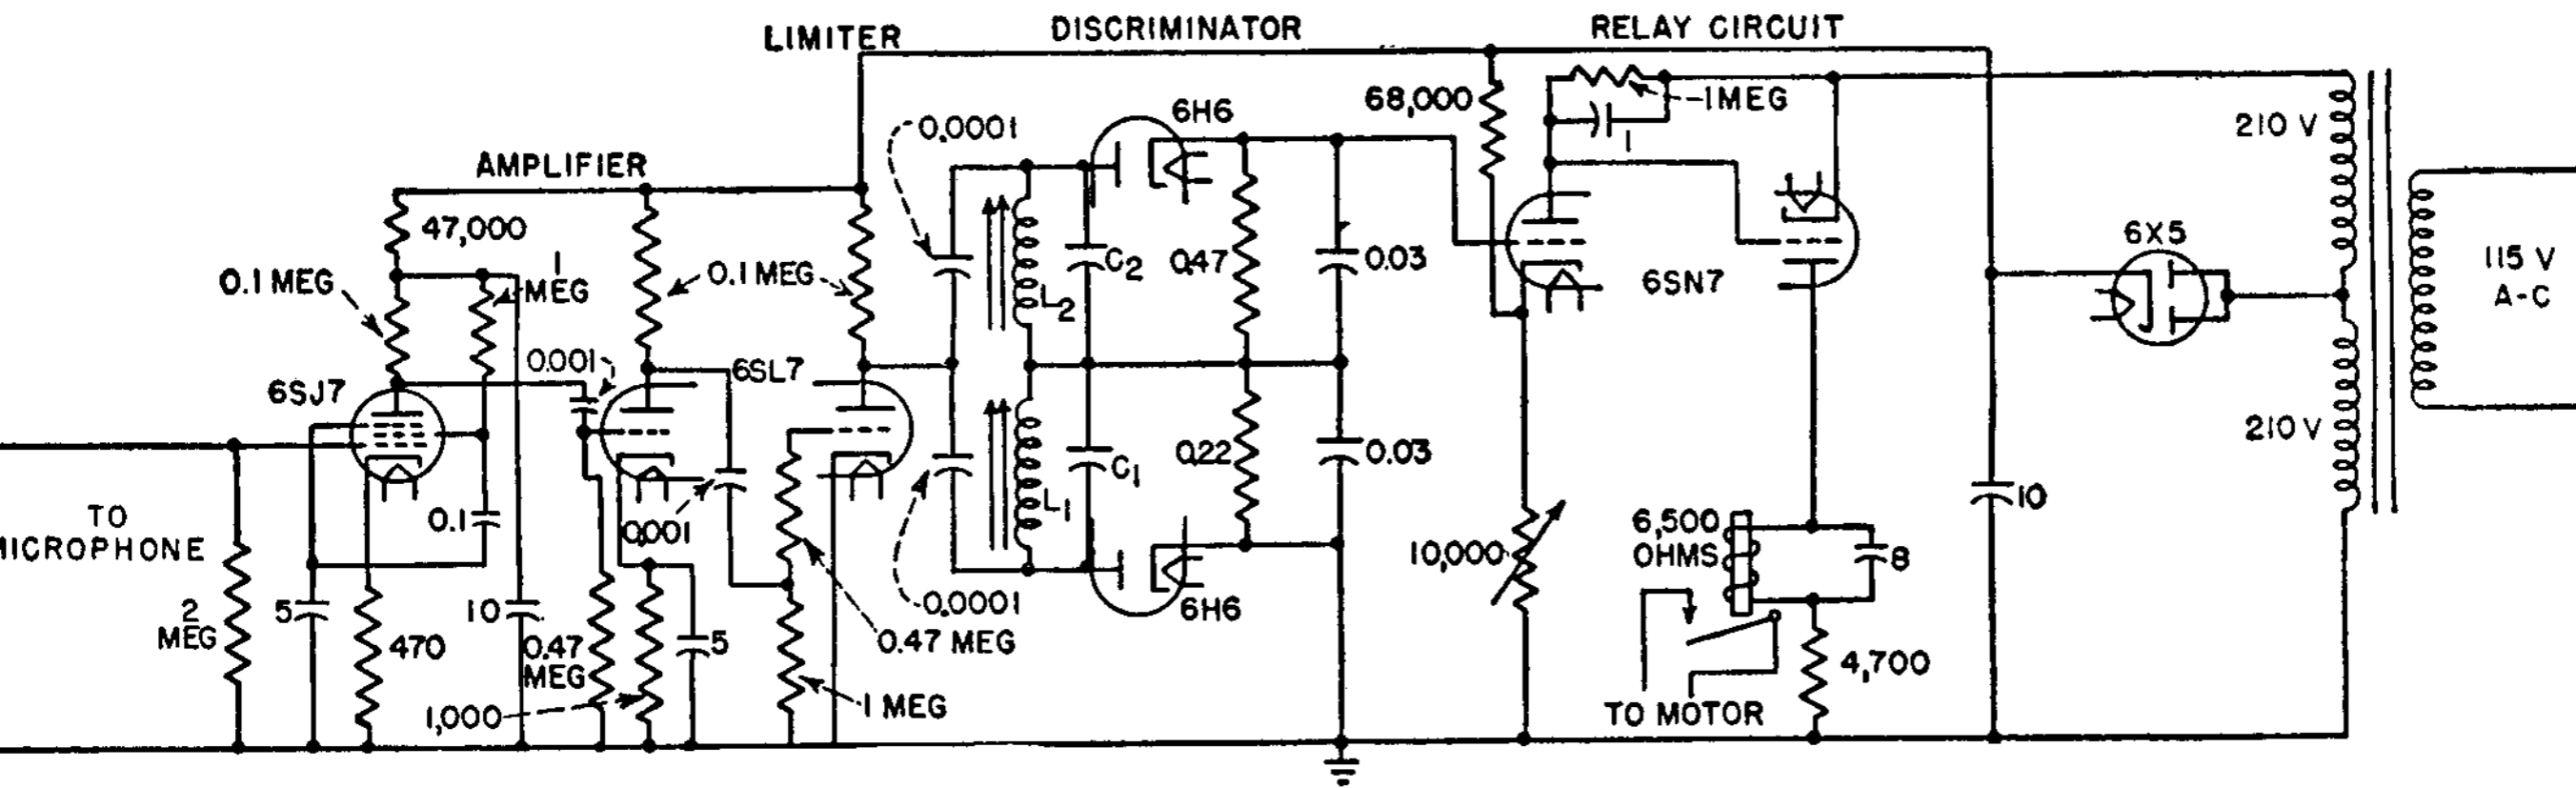 LIMITER
DISCRIMINATOR
RELAY CIRCUIT
AMPLIFIER
47,000
0.1 MEG
1
MEG
0.001
6SJ7
0.1
TO
MICROPHONE
2
MEG
5
470
10
0.47
MEG
1,000
0.001
5
0.1 MEG
6SL7
0.47 MEG
1 MEG
0.0001
0.0001
6H6
L2
C2
0.47
0.03
L1
C1
0.22
0.03
6H6
68,000
1 MEG
1
6SN7
10,000
6,500
OHMS
8
TO MOTOR
4,700
10
6X5
210 V
210 V
115 V
A-C